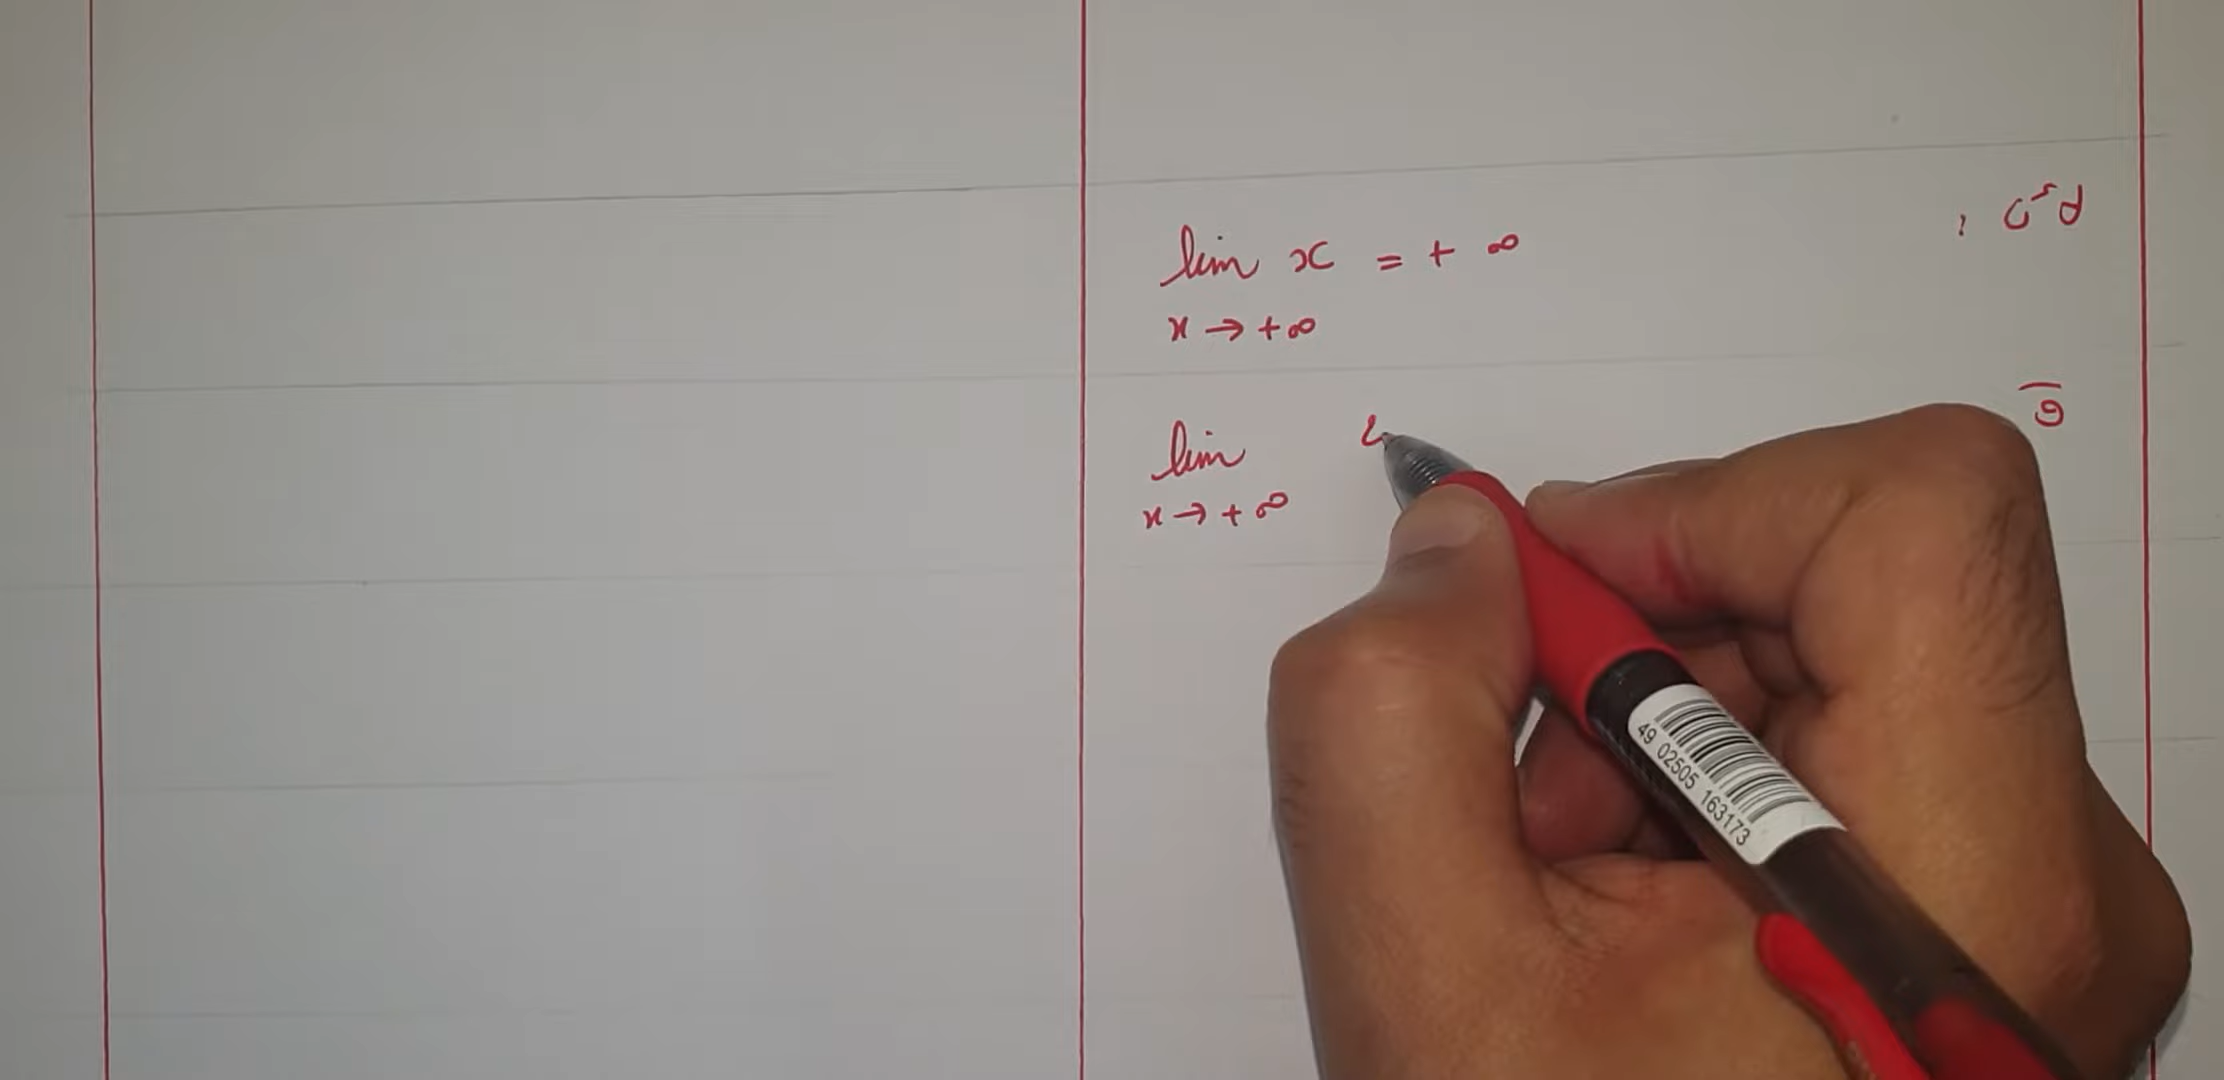 lim x = + ∞
x → +∞
lim
x → + ∞
49 02505 163173